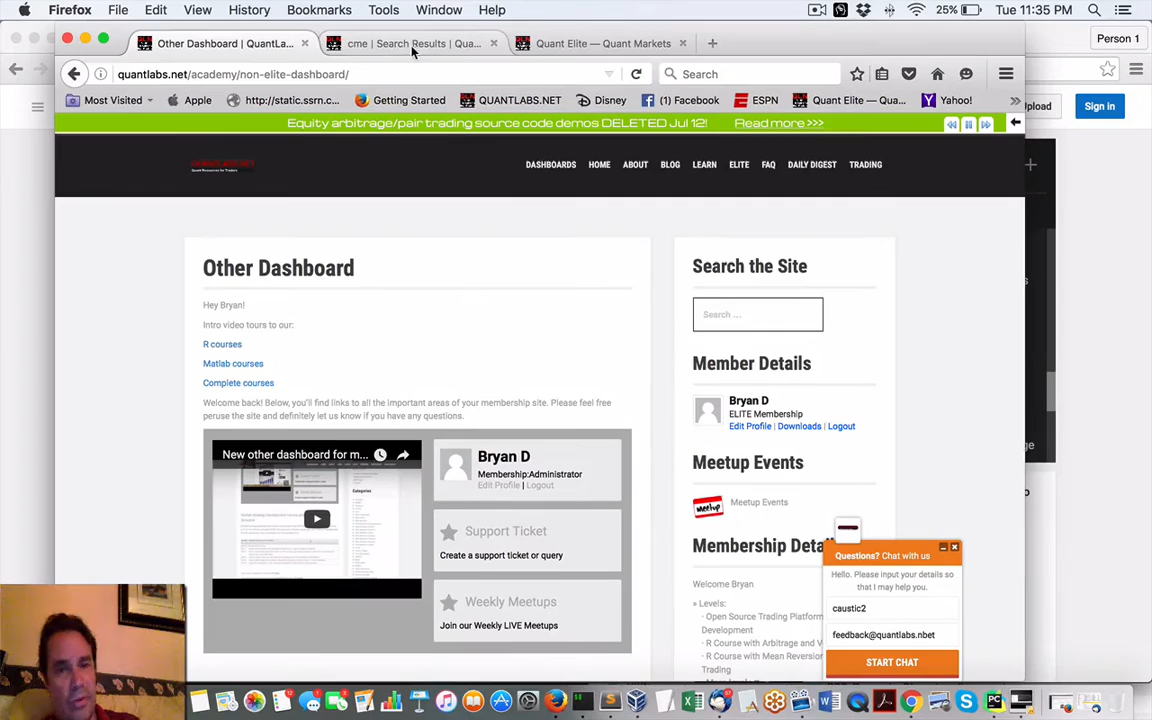 Firefox File Edit View History Bookmarks Tools Window Help 25% Tue 11:35 PM
Other Dashboard | QuantLa...
cme | Search Results | Qua...
Quant Elite — Quant Markets
Person 1
quantlabs.net/academy/non-elite-dashboard/
Search
Most Visited
Apple
http://static.ssrn.c...
Getting Started
QUANTLABS.NET
Disney
(1) Facebook
ESPN
Quant Elite — Qua...
Yahoo!
pload
Sign in
Equity arbitrage/pair trading source code demos DELETED Jul 12! Read more >>>
DASHBOARDS HOME ABOUT BLOG LEARN ELITE FAQ DAILY DIGEST TRADING
Other Dashboard
Hey Bryan!
Intro video tours to our:
R courses
Matlab courses
Complete courses
Welcome back! Below, you'll find links to all the important areas of your membership site. Please feel free
peruse the site and definitely let us know if you have any questions.
New other dashboard for m...
Bryan D
Membership:Administrator
Edit Profile | Logout
Support Ticket
Create a support ticket or query
Weekly Meetups
Join our Weekly LIVE Meetups
Search the Site
Search ...
Member Details
Bryan D
ELITE Membership
Edit Profile | Downloads | Logout
Meetup Events
Meetup
Meetup Events
Membership Deta
Welcome Bryan
» Levels:
- Open Source Trading Platform
Development
- R Course with Arbitrage and V
- R Course with Mean Reversion
Trading
Questions? Chat with us
Hello. Please input your details so
that I may help you.
caustic2
feedback@quantlabs.nbet
START CHAT